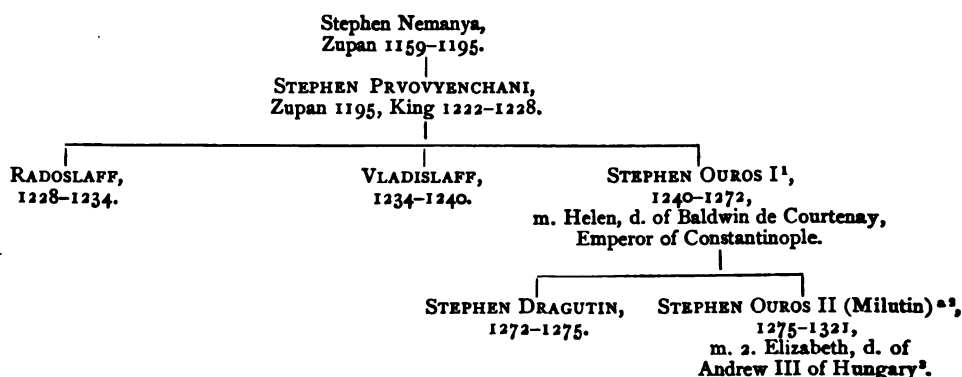 Stephen Nemanya,
Zupan 1159–1195.
STEPHEN PRVOVYENCHANI,
Zupan 1195, King 1222–1228.
RADOSLAFF,
1228–1234.
VLADISLAFF,
1234–1240.
STEPHEN OUROS I¹,
1240–1272,
m. Helen, d. of Baldwin de Courtenay,
Emperor of Constantinople.
STEPHEN DRAGUTIN,
1272–1275.
STEPHEN OUROS II (Milutin) ᵃ ²,
1275–1321,
m. 2. Elizabeth, d. of
Andrew III of Hungary³.